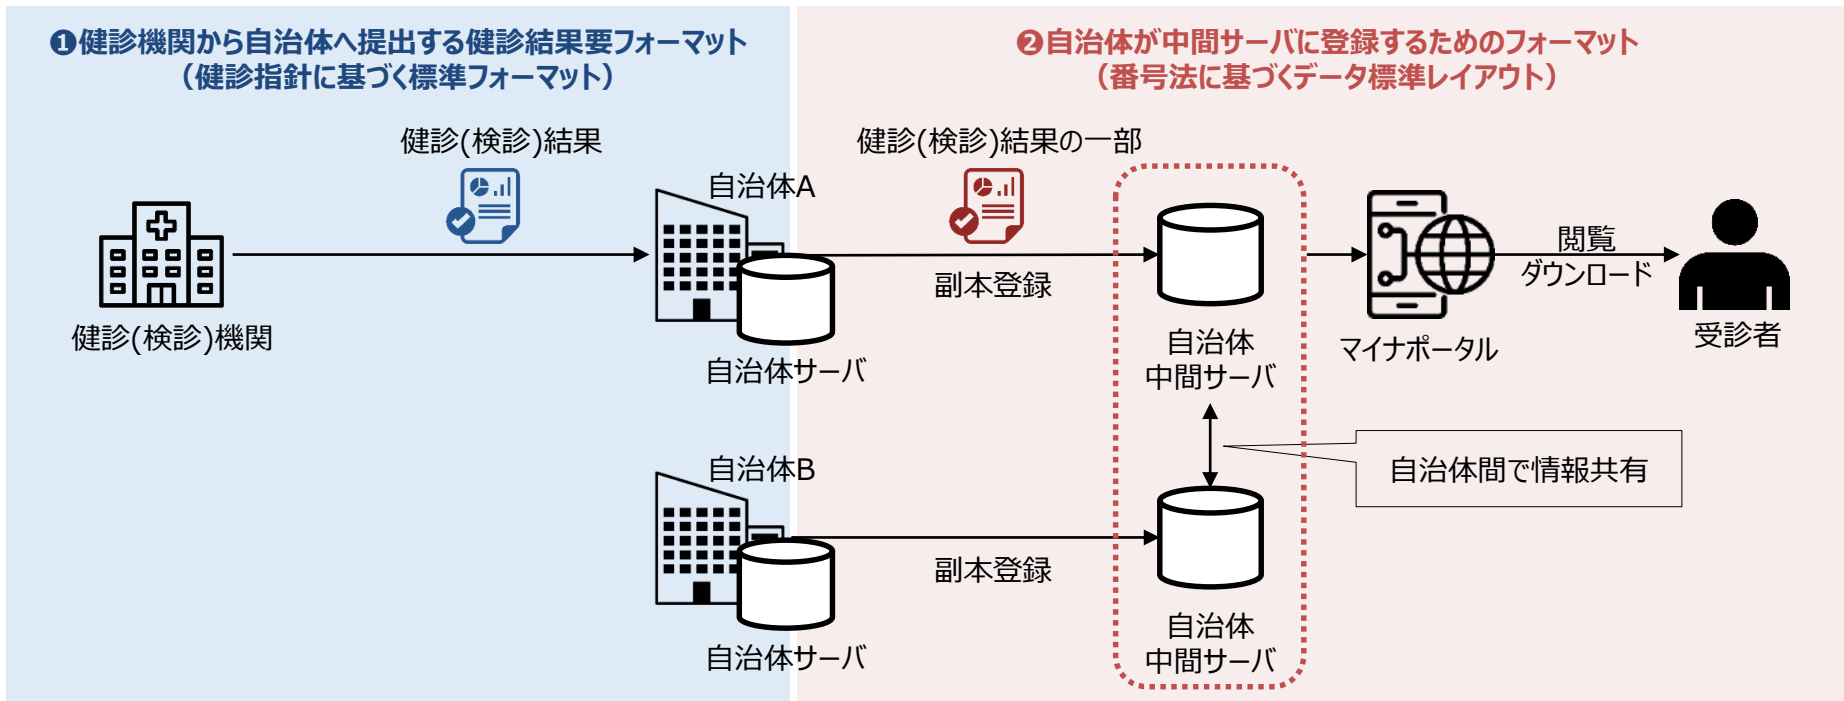 ❶健診機関から自治体へ提出する健診結果要フォーマット
（健診指針に基づく標準フォーマット）
❷自治体が中間サーバに登録するためのフォーマット
（番号法に基づくデータ標準レイアウト）
健診(検診)結果
健診(検診)結果の一部
自治体A
健診(検診)機関
自治体サーバ
副本登録
自治体
中間サーバ
マイナポータル
閲覧
ダウンロード
受診者
自治体間で情報共有
自治体B
自治体サーバ
副本登録
自治体
中間サーバ